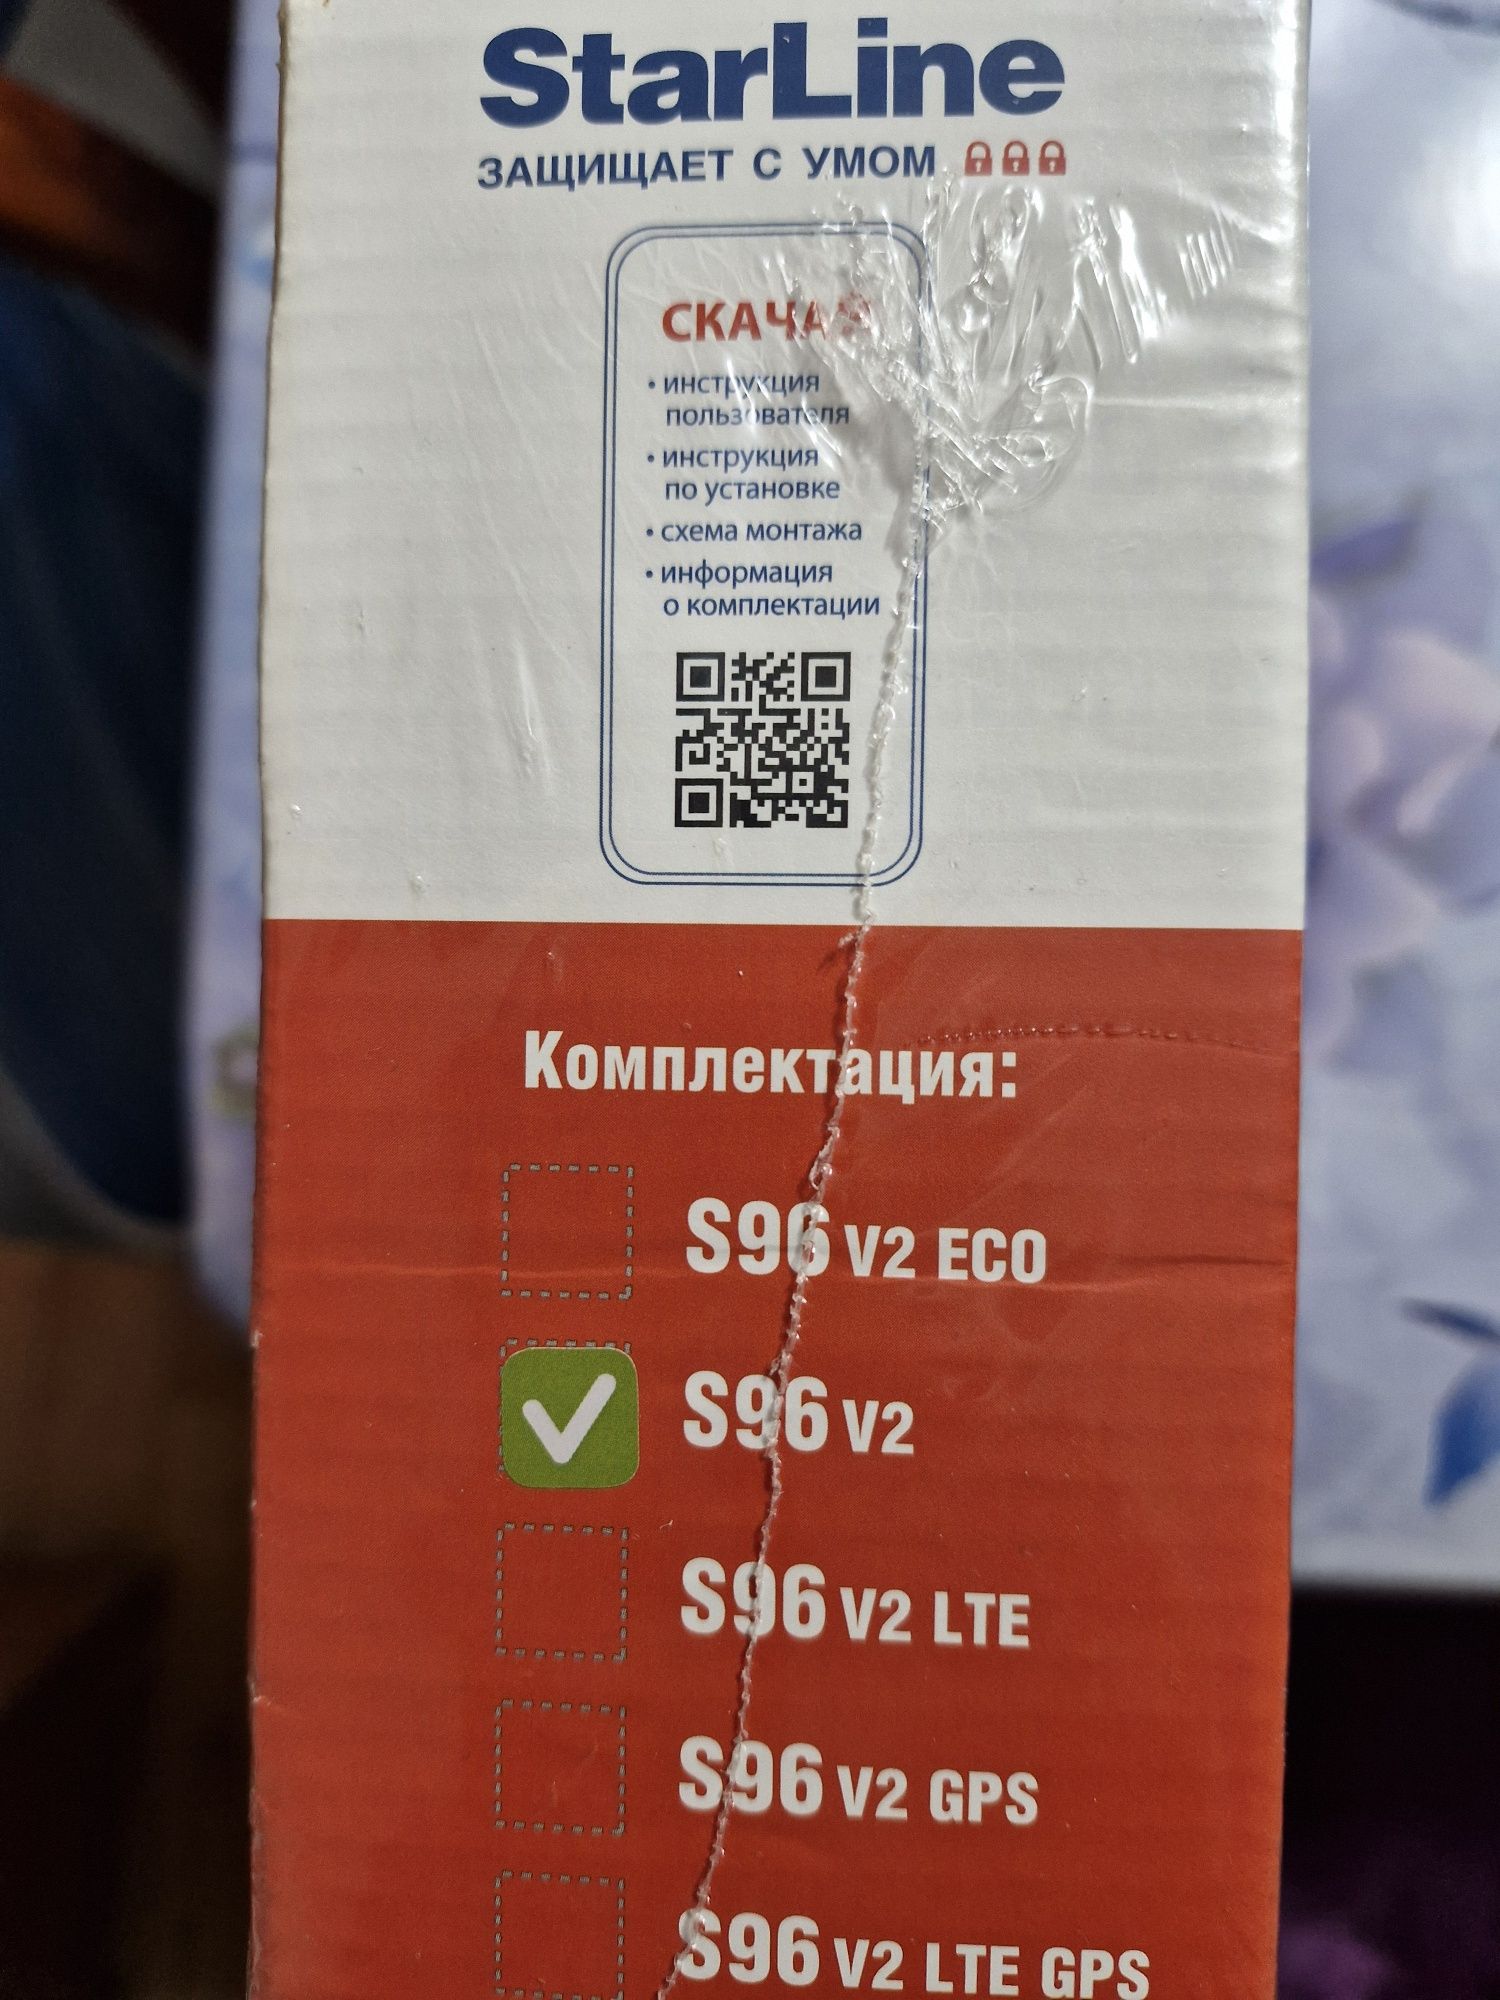 StarLine
ЗАЩИЩАЕТ С УМОМ
СКАЧАЙ
• инструкция
пользователя
• инструкция
по установке
• схема монтажа
• информация
о комплектации
Комплектация:
S96 V2 ECO
S96 V2
S96 V2 LTE
S96 V2 GPS
S96 V2 LTE GPS